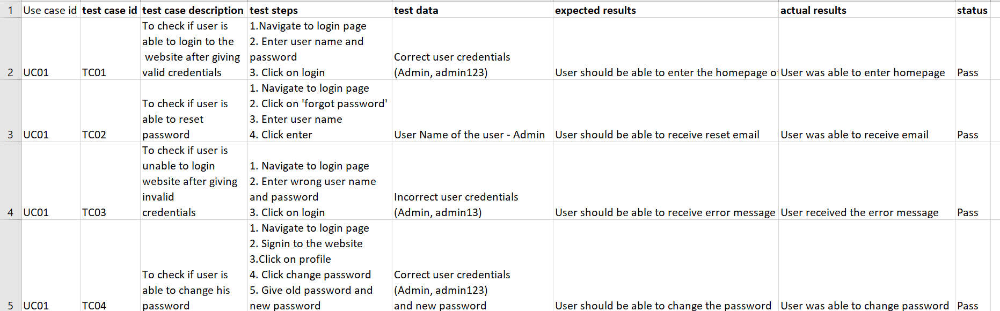 1 Use case id test case id test case description test steps test data expected results actual results status
2 UC01 TC01 To check if user is
able to login to the
website after giving
valid credentials
1.Navigate to login page
2. Enter user name and
password
3. Click on login
Correct user credentials
(Admin, admin123)
User should be able to enter the homepage of
User was able to enter homepage
Pass
3 UC01 TC02 To check if user is
able to reset
password
1. Navigate to login page
2. Click on 'forgot password'
3. Enter user name
4. Click enter
User Name of the user - Admin
User should be able to receive reset email
User was able to receive email
Pass
4 UC01 TC03 To check if user is
unable to login
website after giving
invalid
credentials
1. Navigate to login page
2. Enter wrong user name
and password
3. Click on login
Incorrect user credentials
(Admin, admin13)
User should be able to receive error message
User received the error message
Pass
5 UC01 TC04 To check if user is
able to change his
password
1. Navigate to login page
2. Signin to the website
3.Click on profile
4. Click change password
5. Give old password and
new password
Correct user credentials
(Admin, admin123)
and new password
User should be able to change the password
User was able to change password
Pass